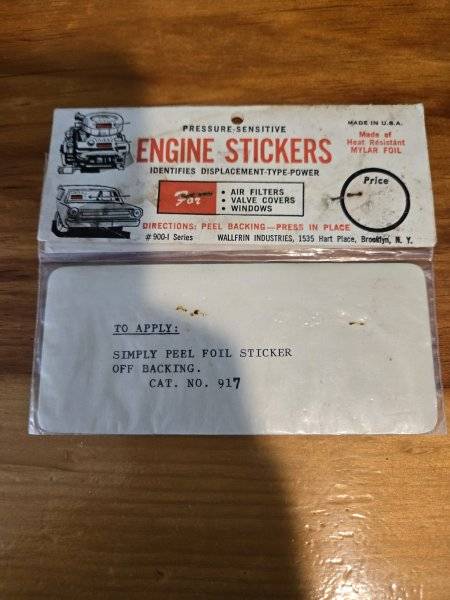 PRESSURE-SENSITIVE
MADE IN U.S.A.
ENGINE STICKERS
Made of
Heat Resistant
MYLAR FOIL
IDENTIFIES DISPLACEMENT-TYPE-POWER
For
• AIR FILTERS
• VALVE COVERS
• WINDOWS
Price
DIRECTIONS: PEEL BACKING—PRESS IN PLACE
#900-1 Series WALLFRIN INDUSTRIES, 1535 Hart Place, Brooklyn, N. Y.
TO APPLY:
SIMPLY PEEL FOIL STICKER
OFF BACKING.
CAT. NO. 917